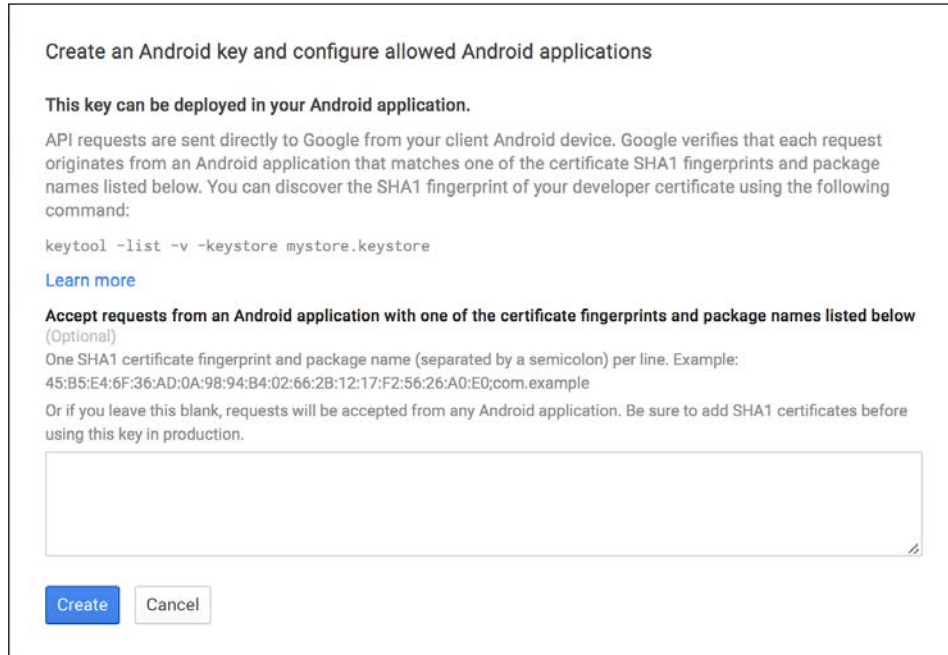 Create an Android key and configure allowed Android applications
This key can be deployed in your Android application.
API requests are sent directly to Google from your client Android device. Google verifies that each request
originates from an Android application that matches one of the certificate SHA1 fingerprints and package
names listed below. You can discover the SHA1 fingerprint of your developer certificate using the following
command:
keytool -list -v -keystore mystore.keystore
Learn more
Accept requests from an Android application with one of the certificate fingerprints and package names listed below
(Optional)
One SHA1 certificate fingerprint and package name (separated by a semicolon) per line. Example:
45:B5:E4:6F:36:AD:0A:98:94:B4:02:66:2B:12:17:F2:56:26:A0:E0;com.example
Or if you leave this blank, requests will be accepted from any Android application. Be sure to add SHA1 certificates before
using this key in production.
Create Cancel